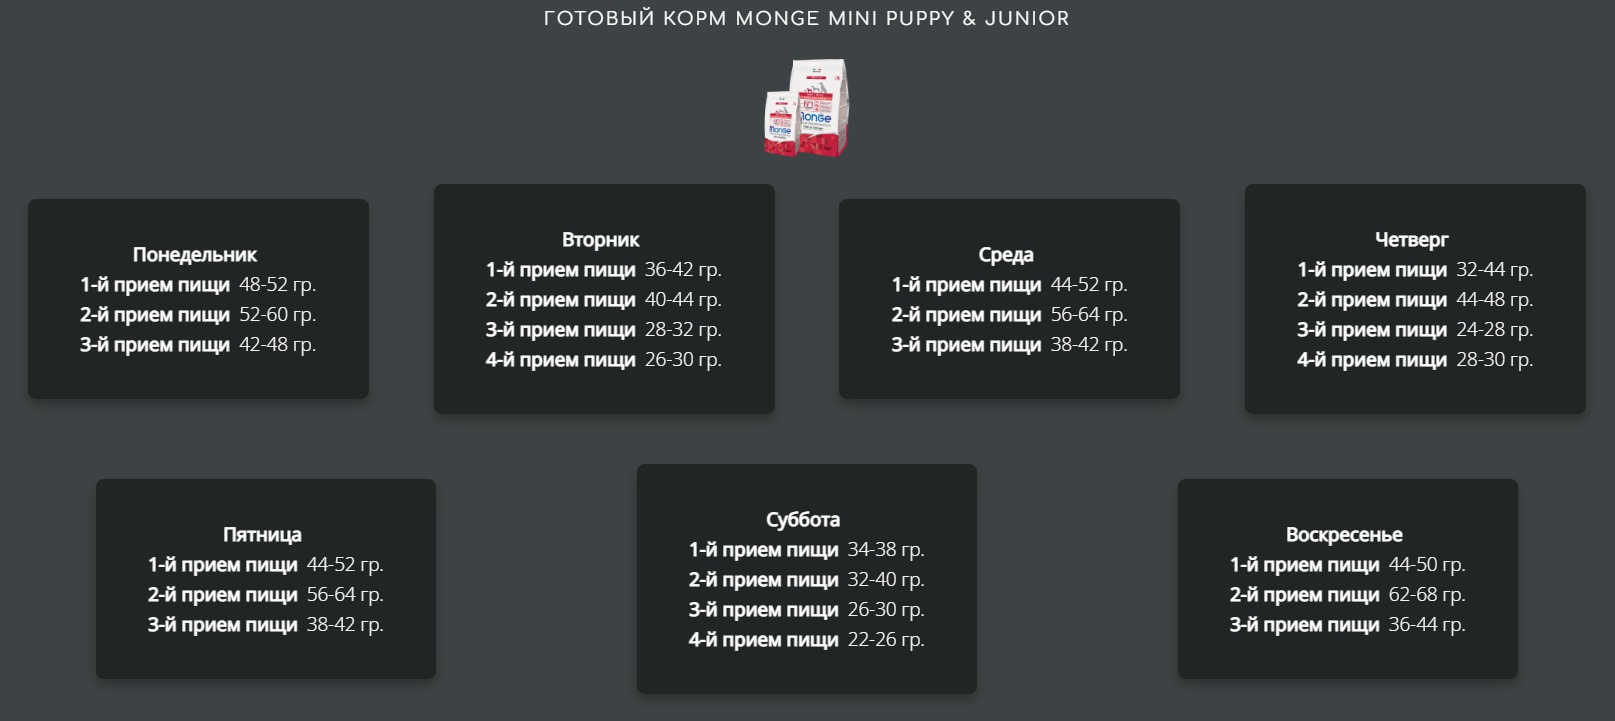 ГОТОВЫЙ КОРМ MONGE MINI PUPPY & JUNIOR
Monge
Monge
Понедельник
1-й прием пищи 48-52 гр.
2-й прием пищи 52-60 гр.
3-й прием пищи 42-48 гр.
Вторник
1-й прием пищи 36-42 гр.
2-й прием пищи 40-44 гр.
3-й прием пищи 28-32 гр.
4-й прием пищи 26-30 гр.
Среда
1-й прием пищи 44-52 гр.
2-й прием пищи 56-64 гр.
3-й прием пищи 38-42 гр.
Четверг
1-й прием пищи 32-44 гр.
2-й прием пищи 44-48 гр.
3-й прием пищи 24-28 гр.
4-й прием пищи 28-30 гр.
Пятница
1-й прием пищи 44-52 гр.
2-й прием пищи 56-64 гр.
3-й прием пищи 38-42 гр.
Суббота
1-й прием пищи 34-38 гр.
2-й прием пищи 32-40 гр.
3-й прием пищи 26-30 гр.
4-й прием пищи 22-26 гр.
Воскресенье
1-й прием пищи 44-50 гр.
2-й прием пищи 62-68 гр.
3-й прием пищи 36-44 гр.